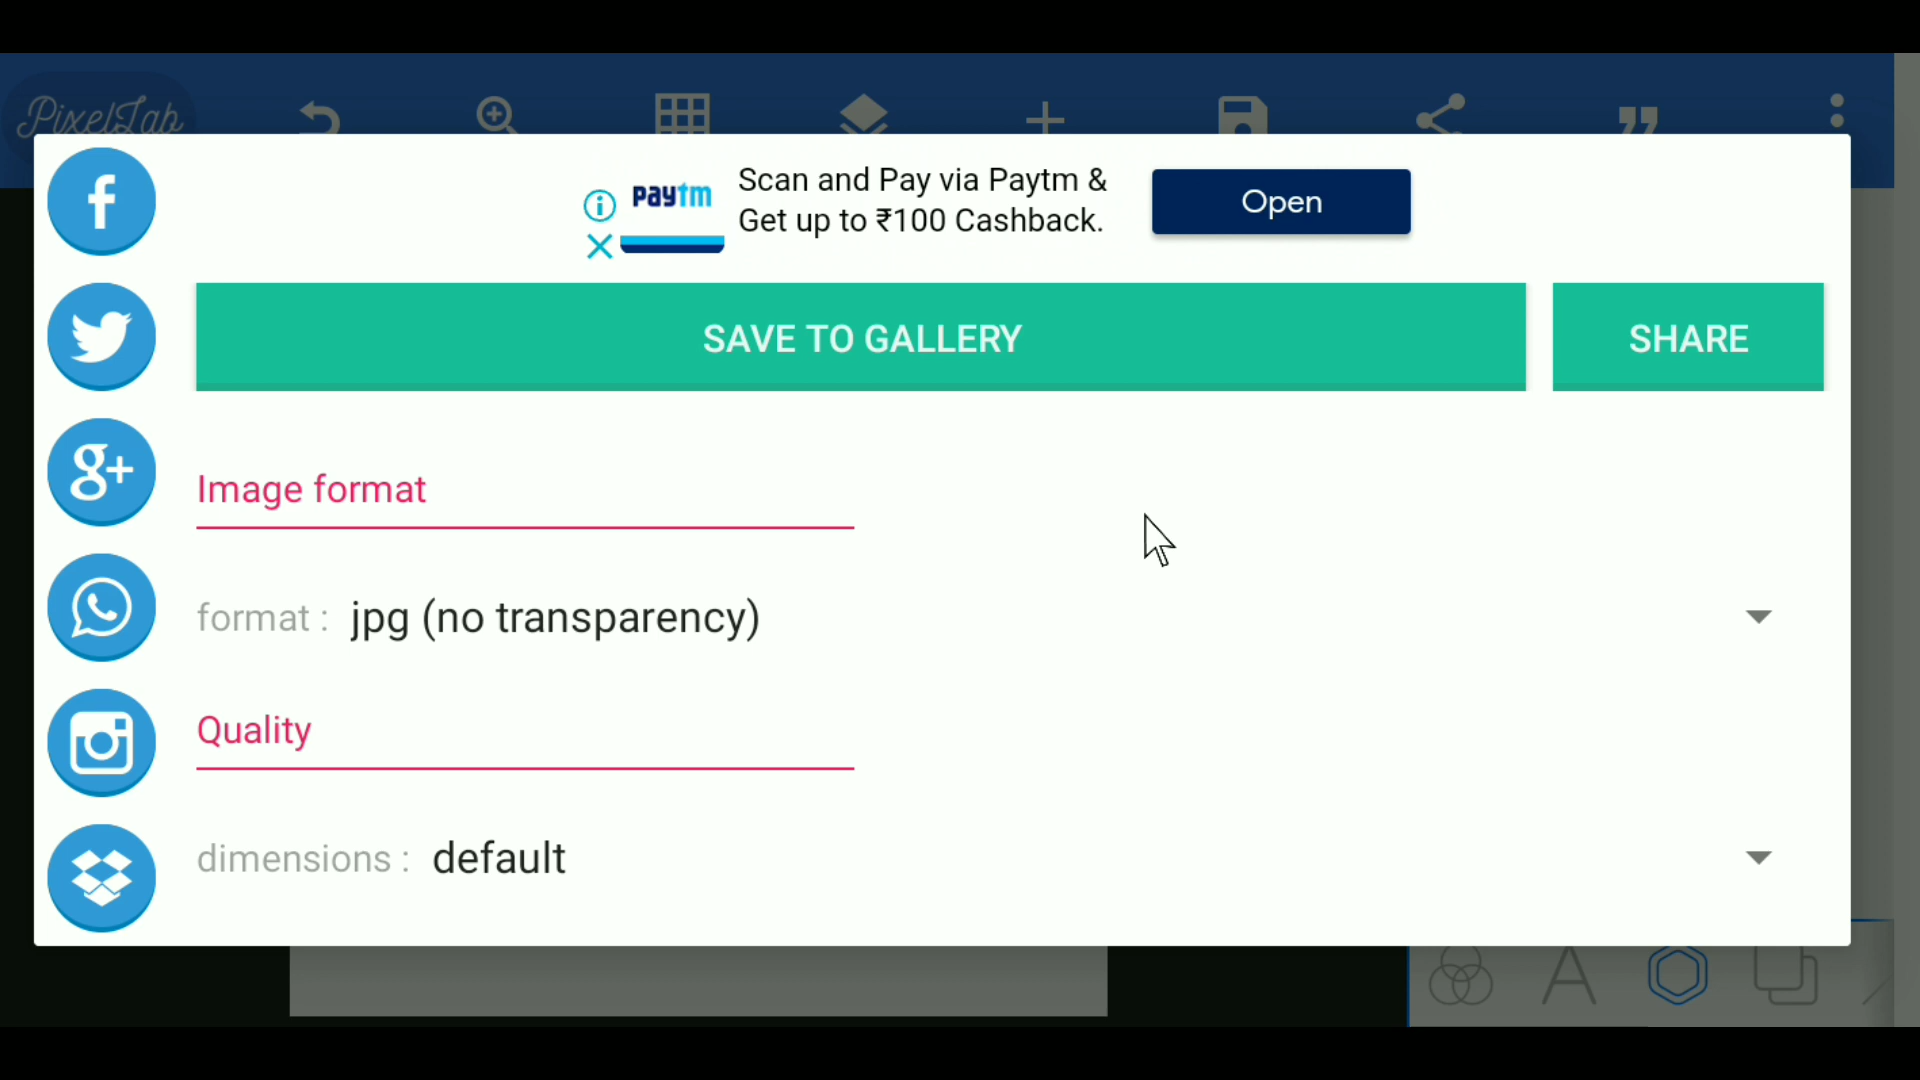 PixelLab
paytm
Scan and Pay via Paytm &
Get up to ₹100 Cashback.
Open
SAVE TO GALLERY
SHARE
Image format
format : jpg (no transparency)
Quality
dimensions : default